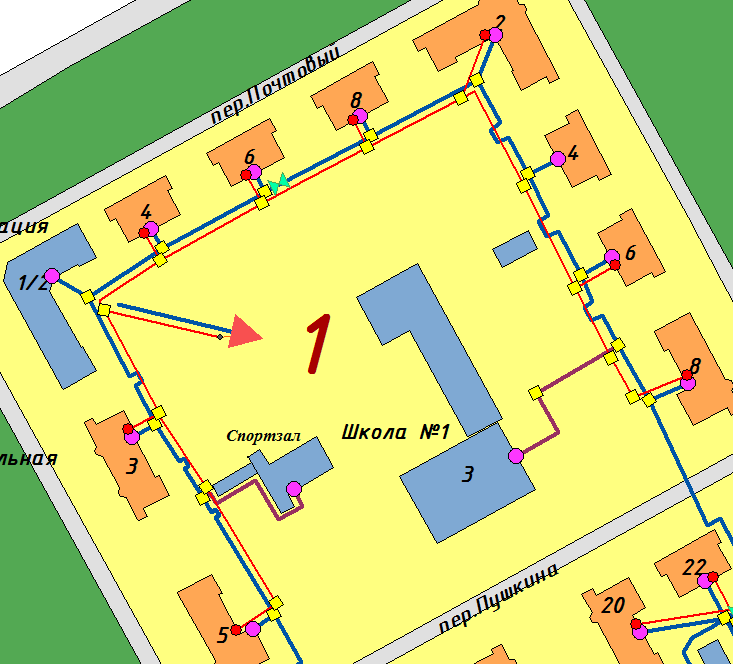 2
пер.Почтовый
8
6
4
4
ация
1/2
6
1
8
Спортзал
Школа №1
льная
3
3
22
пер.Пушкина
20
5